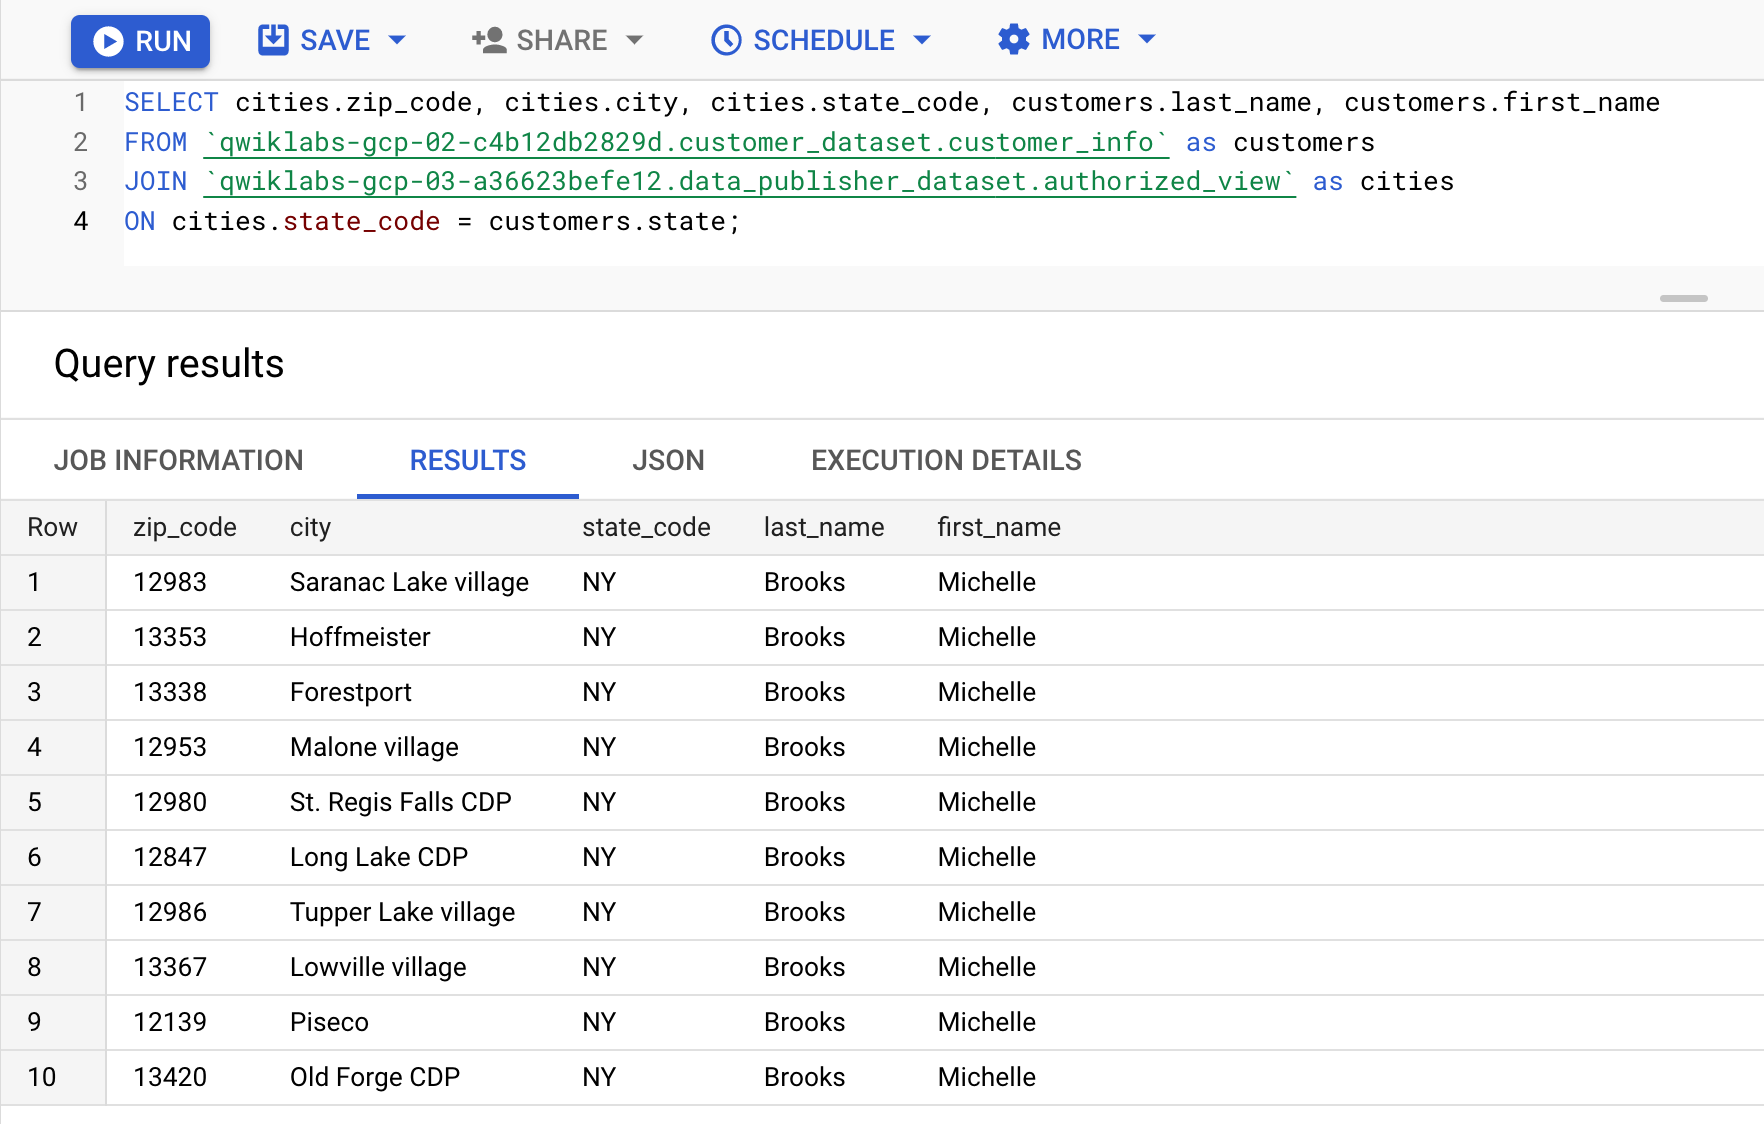 RUN SAVE SHARE SCHEDULE MORE
1 SELECT cities.zip_code, cities.city, cities.state_code, customers.last_name, customers.first_name
2 FROM `qwiklabs-gcp-02-c4b12db2829d.customer_dataset.customer_info` as customers
3 JOIN `qwiklabs-gcp-03-a36623befe12.data_publisher_dataset.authorized_view` as cities
4 ON cities.state_code = customers.state;
Query results
JOB INFORMATION RESULTS JSON EXECUTION DETAILS
Row zip_code city state_code last_name first_name
1 12983 Saranac Lake village NY Brooks Michelle
2 13353 Hoffmeister NY Brooks Michelle
3 13338 Forestport NY Brooks Michelle
4 12953 Malone village NY Brooks Michelle
5 12980 St. Regis Falls CDP NY Brooks Michelle
6 12847 Long Lake CDP NY Brooks Michelle
7 12986 Tupper Lake village NY Brooks Michelle
8 13367 Lowville village NY Brooks Michelle
9 12139 Piseco NY Brooks Michelle
10 13420 Old Forge CDP NY Brooks Michelle